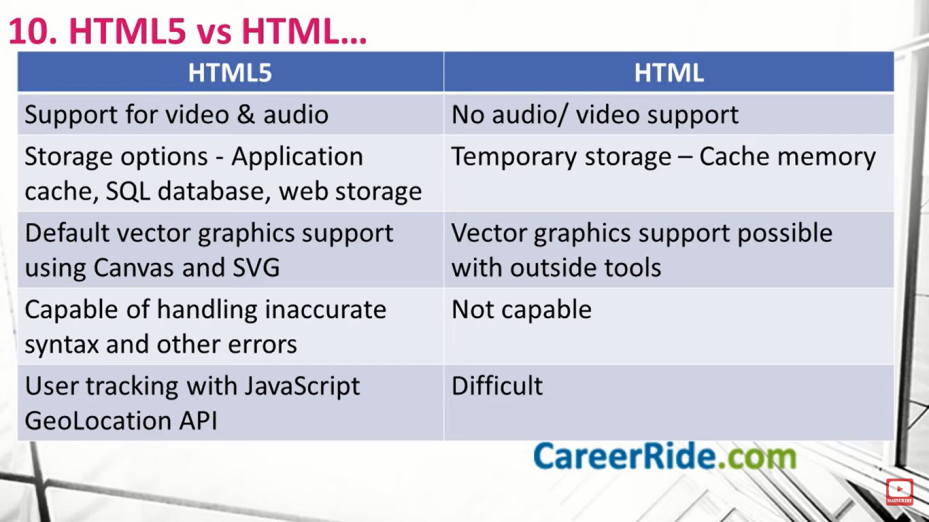 10. HTML5 vs HTML...
HTML5 HTML
Support for video & audio
No audio/ video support
Storage options - Application
cache, SQL database, web storage
Temporary storage – Cache memory
Default vector graphics support
using Canvas and SVG
Vector graphics support possible
with outside tools
Capable of handling inaccurate
syntax and other errors
Not capable
User tracking with JavaScript
GeoLocation API
Difficult
CareerRide.com
SUBSCRIBE